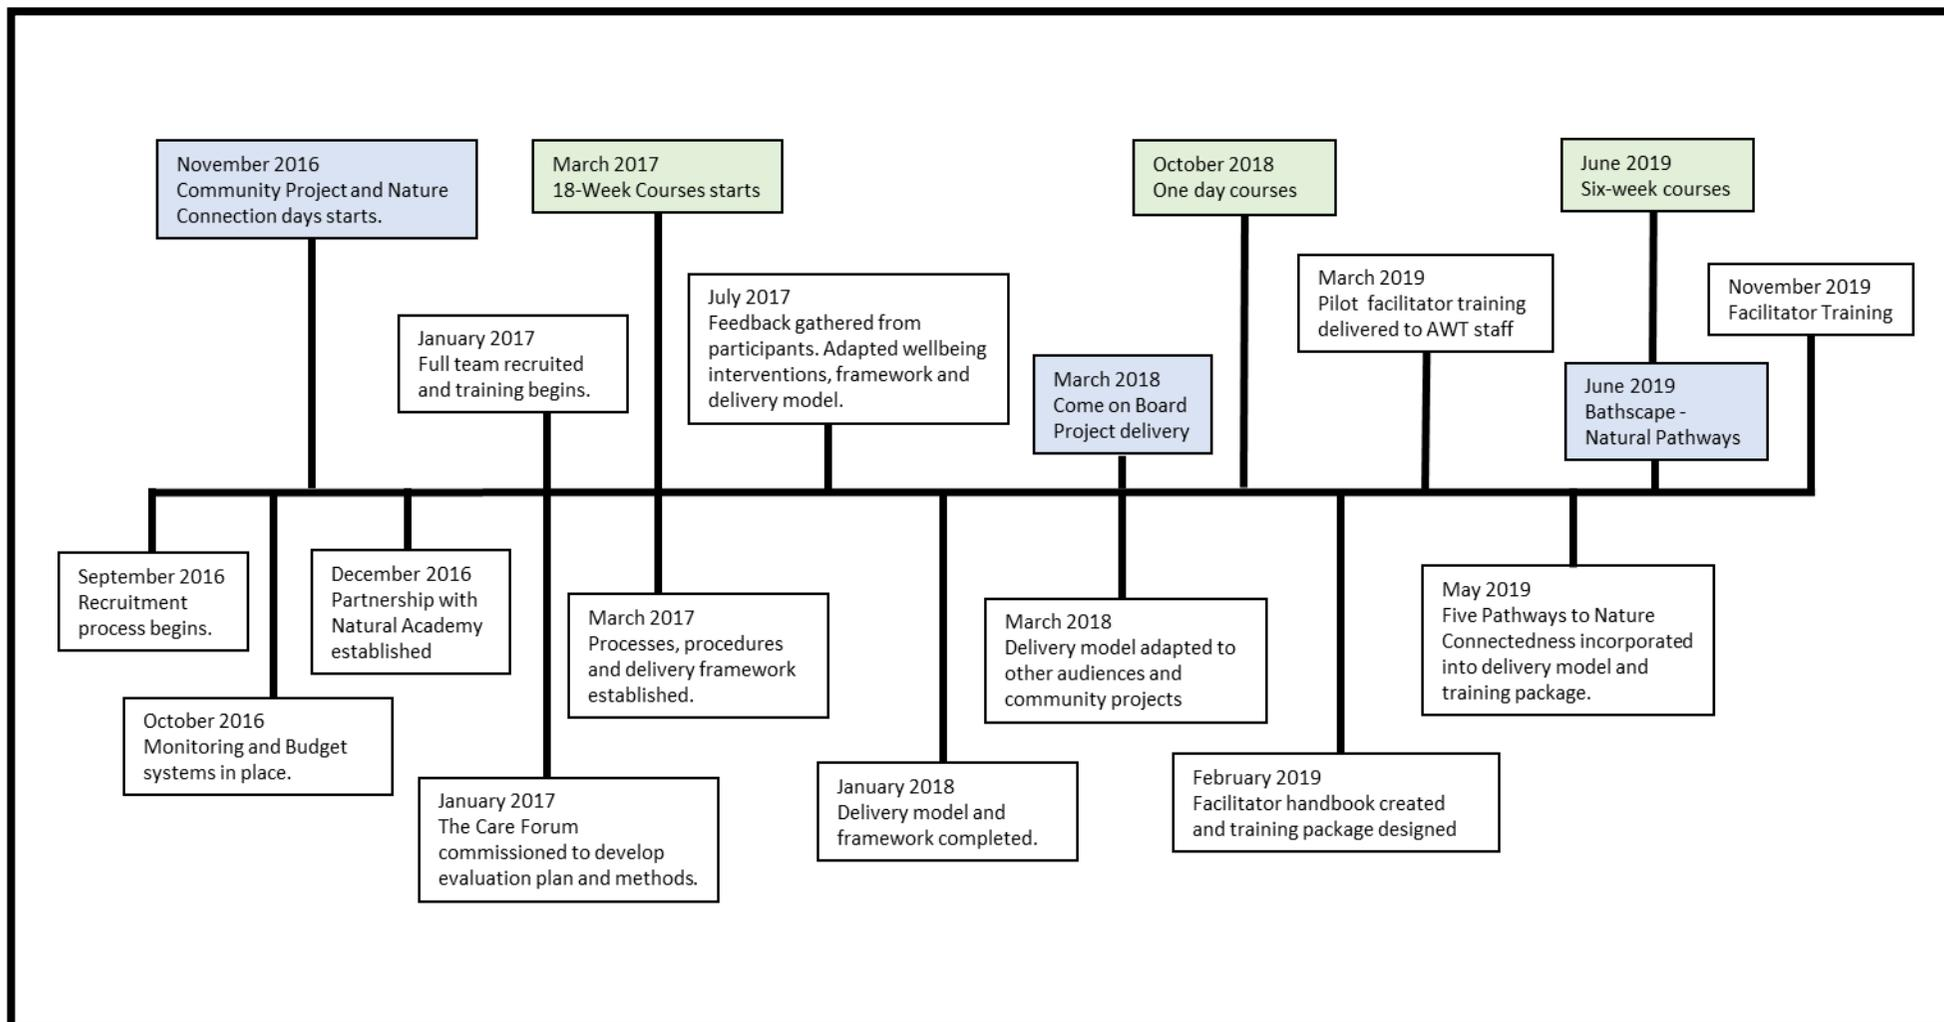 November 2016
Community Project and Nature
Connection days starts.
March 2017
18-Week Courses starts
October 2018
One day courses
June 2019
Six-week courses
January 2017
Full team recruited
and training begins.
July 2017
Feedback gathered from
participants. Adapted wellbeing
interventions, framework and
delivery model.
March 2018
Come on Board
Project delivery
March 2019
Pilot facilitator training
delivered to AWT staff
June 2019
Bathscape -
Natural Pathways
November 2019
Facilitator Training
September 2016
Recruitment
process begins.
October 2016
Monitoring and Budget
systems in place.
December 2016
Partnership with
Natural Academy
established
January 2017
The Care Forum
commissioned to develop
evaluation plan and methods.
March 2017
Processes, procedures
and delivery framework
established.
January 2018
Delivery model and
framework completed.
March 2018
Delivery model adapted to
other audiences and
community projects
February 2019
Facilitator handbook created
and training package designed
May 2019
Five Pathways to Nature
Connectedness incorporated
into delivery model and
training package.